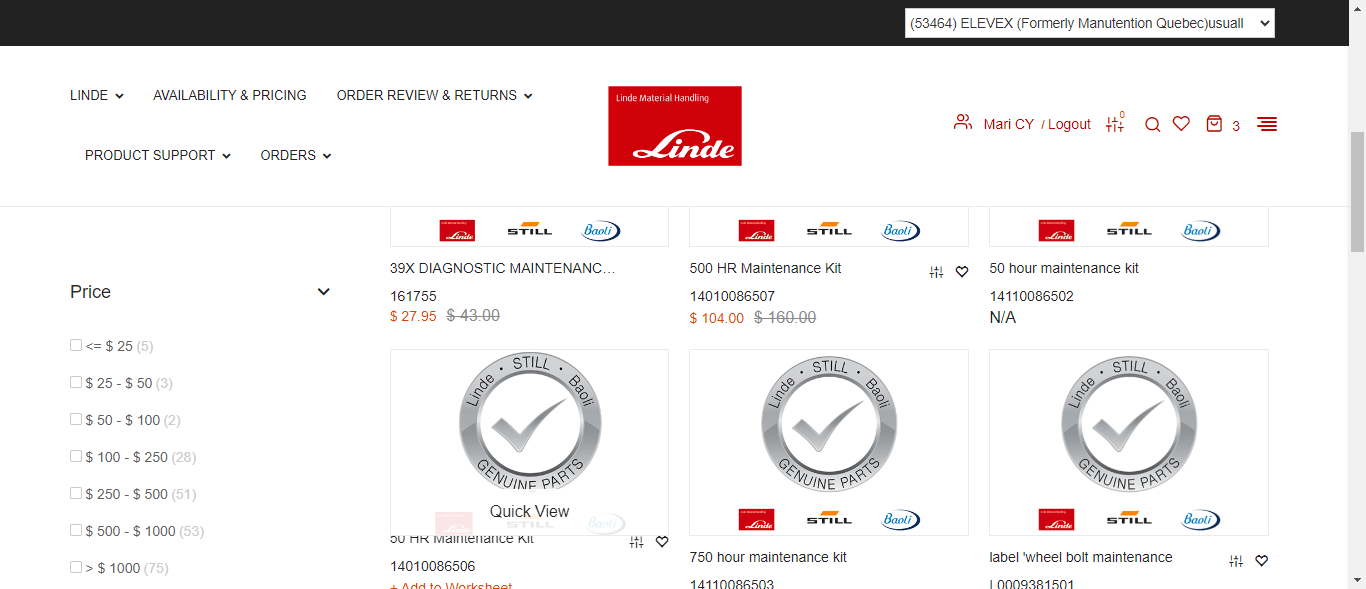 (53464) ELEVEX (Formerly Manutention Quebec)usuall
LINDE
AVAILABILITY & PRICING
ORDER REVIEW & RETURNS
PRODUCT SUPPORT
ORDERS
Linde Material Handling
Linde
Mari CY / Logout
0
3
Price
<= $ 25 (5)
$ 25 - $ 50 (3)
$ 50 - $ 100 (2)
$ 100 - $ 250 (28)
$ 250 - $ 500 (51)
$ 500 - $ 1000 (53)
> $ 1000 (75)
Linde STILL Baoli
39X DIAGNOSTIC MAINTENANC...
161755
$ 27.95 $ 43.00
Linde STILL Baoli
500 HR Maintenance Kit
14010086507
$ 104.00 $ 160.00
Linde STILL Baoli
50 hour maintenance kit
14110086502
N/A
Linde • STILL • Baoli
GENUINE PARTS
Quick View
STILL Baoli
50 HR Maintenance Kit
14010086506
+ Add to Worksheet
Linde • STILL • Baoli
GENUINE PARTS
Linde STILL Baoli
750 hour maintenance kit
14110086503
Linde • STILL • Baoli
GENUINE PARTS
Linde STILL Baoli
label 'wheel bolt maintenance
L0009381501